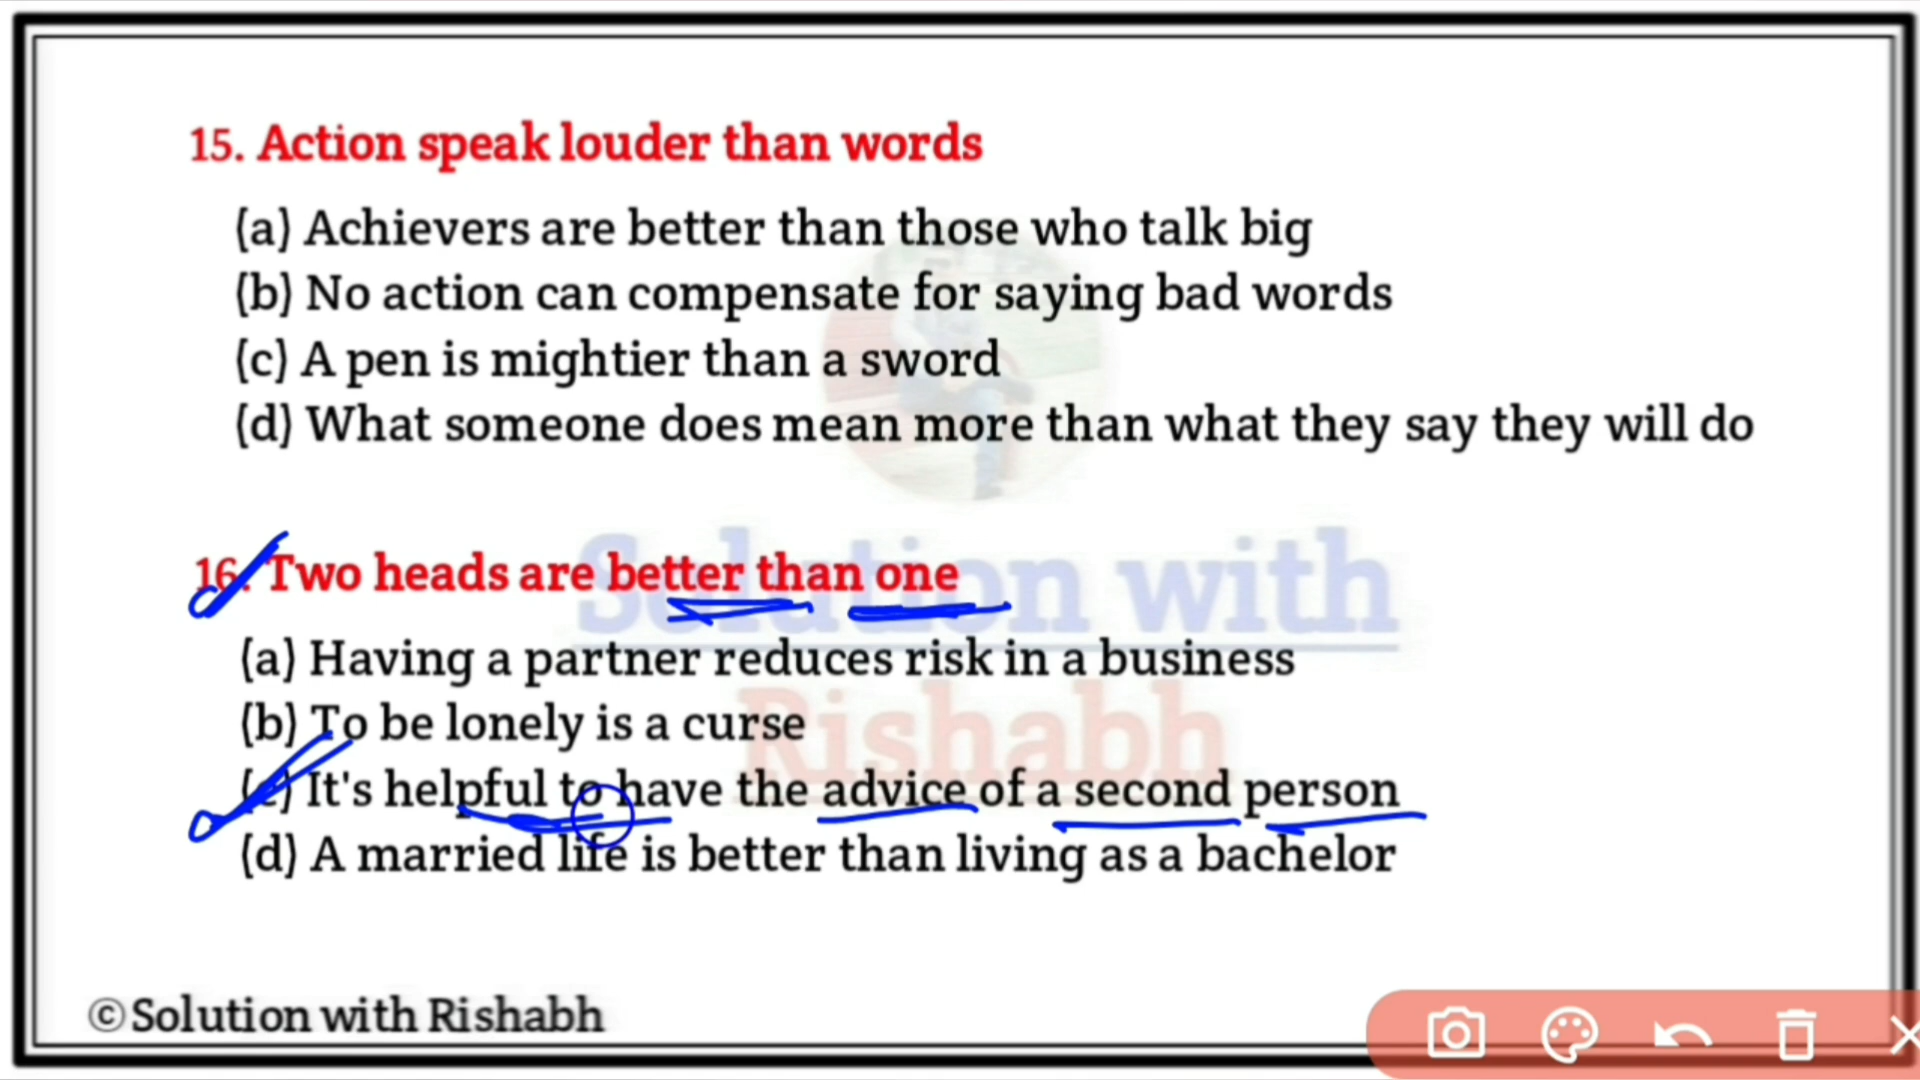 15. Action speak louder than words
(a) Achievers are better than those who talk big
(b) No action can compensate for saying bad words
(c) A pen is mightier than a sword
(d) What someone does mean more than what they say they will do
Solution with
16. Two heads are better than one
(a) Having a partner reduces risk in a business
Rishabh
(b) To be lonely is a curse
(c) It's helpful to have the advice of a second person
(d) A married life is better than living as a bachelor
©Solution with Rishabh